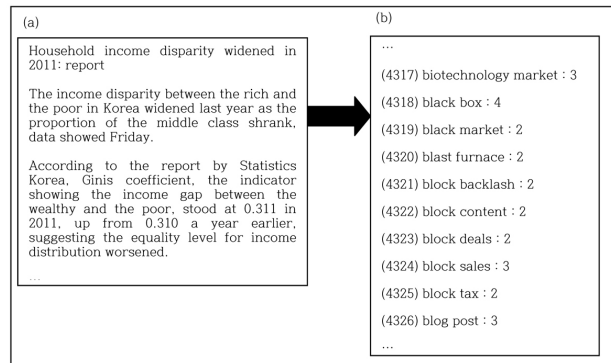 (a)
Household income disparity widened in
2011: report
The income disparity between the rich and
the poor in Korea widened last year as the
proportion of the middle class shrank,
data showed Friday.
According to the report by Statistics
Korea, Ginis coefficient, the indicator
showing the income gap between the
wealthy and the poor, stood at 0.311 in
2011, up from 0.310 a year earlier,
suggesting the equality level for income
distribution worsened.
...
(b)
...
(4317) biotechnology market : 3
(4318) black box : 4
(4319) black market : 2
(4320) blast furnace : 2
(4321) block backlash : 2
(4322) block content : 2
(4323) block deals : 2
(4324) block sales : 3
(4325) block tax : 2
(4326) blog post : 3
...